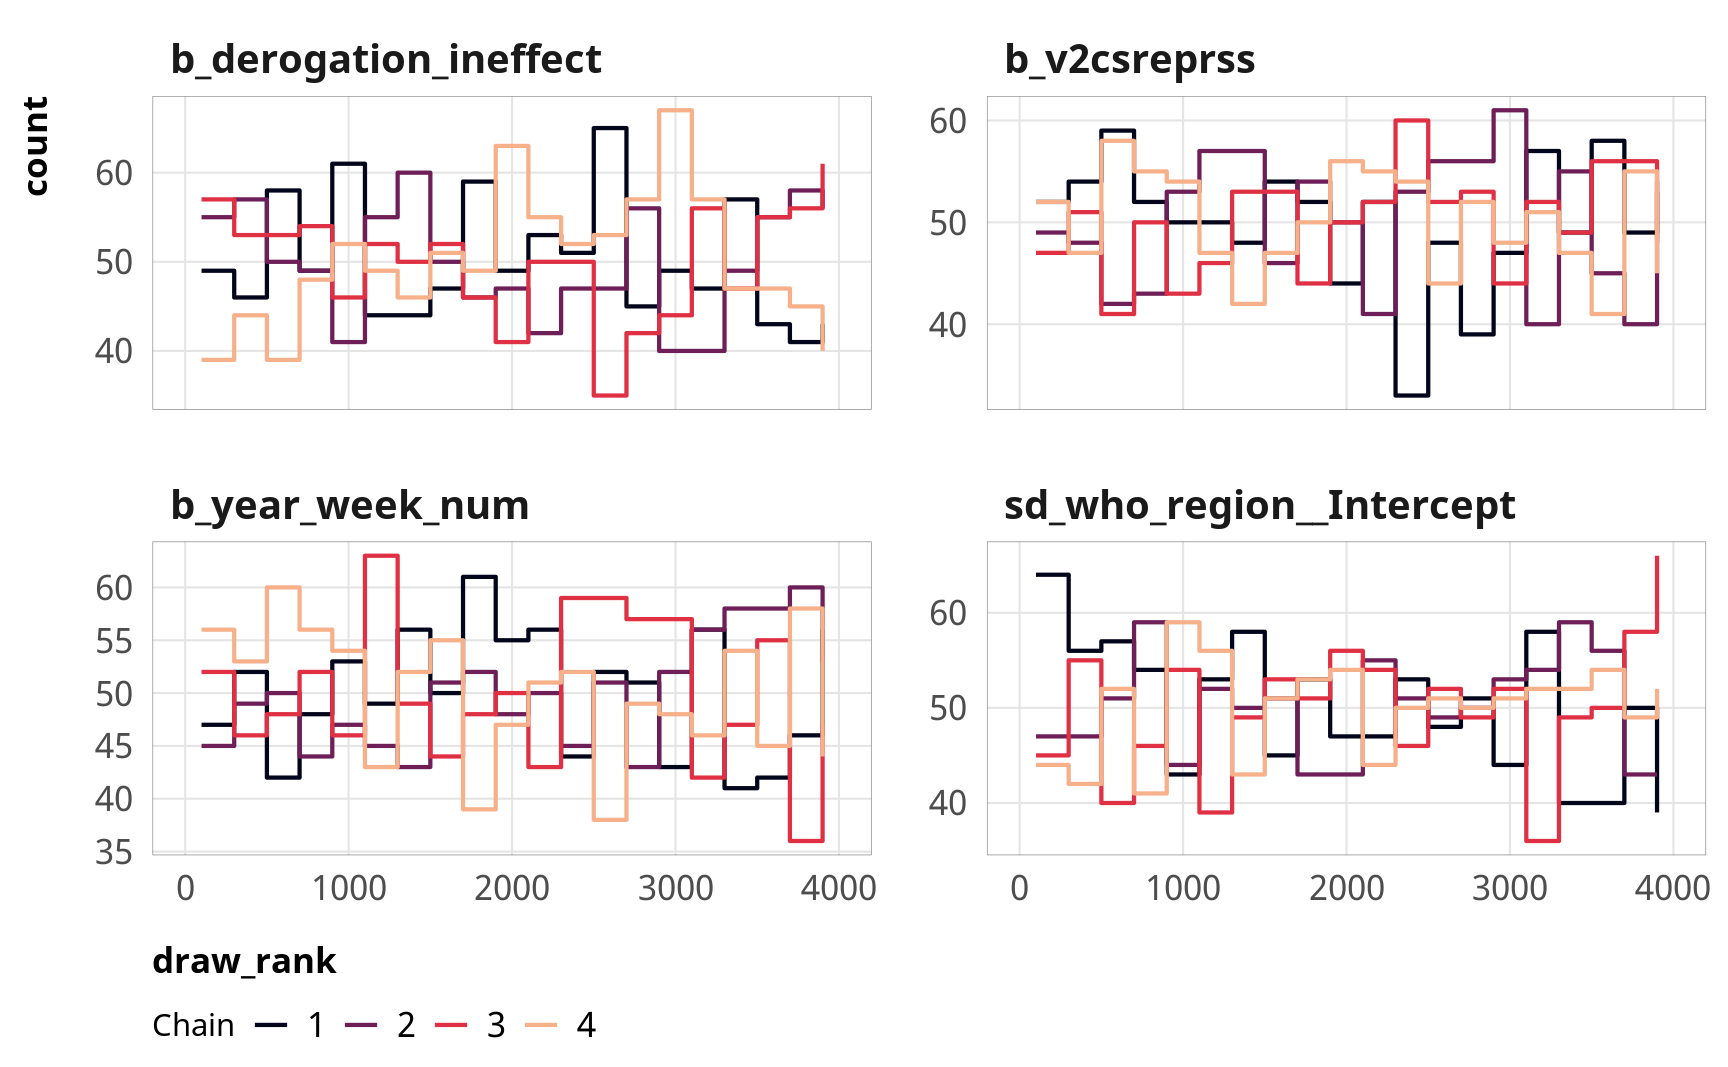 b_derogation_ineffect
b_v2csreprss
count
60
50
40
60
50
40
b_year_week_num
sd_who_region__Intercept
60
55
50
45
40
35
60
50
40
0 1000 2000 3000 4000
0 1000 2000 3000 4000
draw_rank
Chain 1 2 3 4